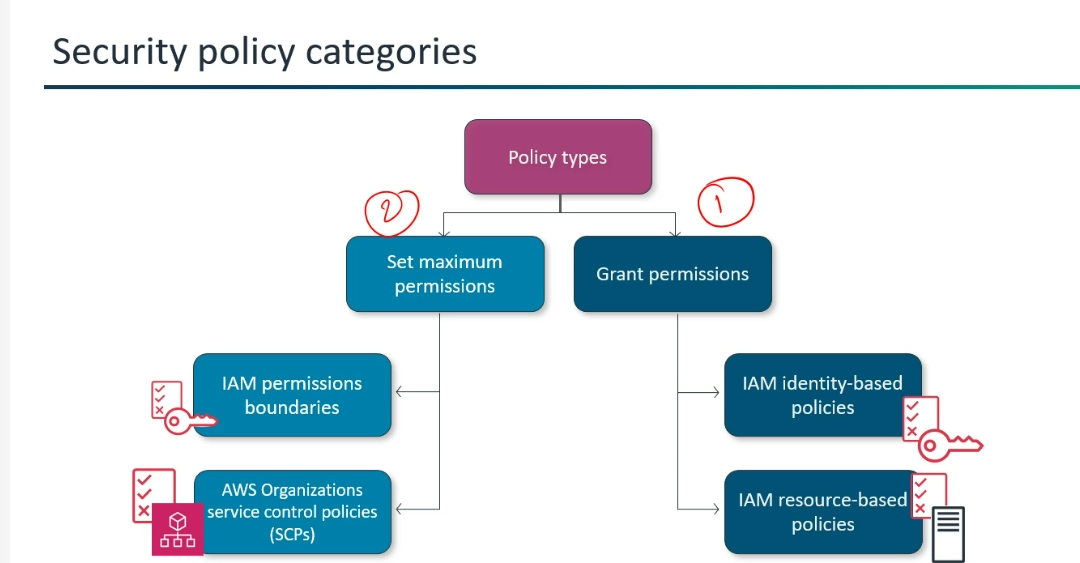 Security policy categories
Policy types
2
1
Set maximum
permissions
Grant permissions
IAM permissions
boundaries
IAM identity-based
policies
AWS Organizations
service control policies
(SCPs)
IAM resource-based
policies